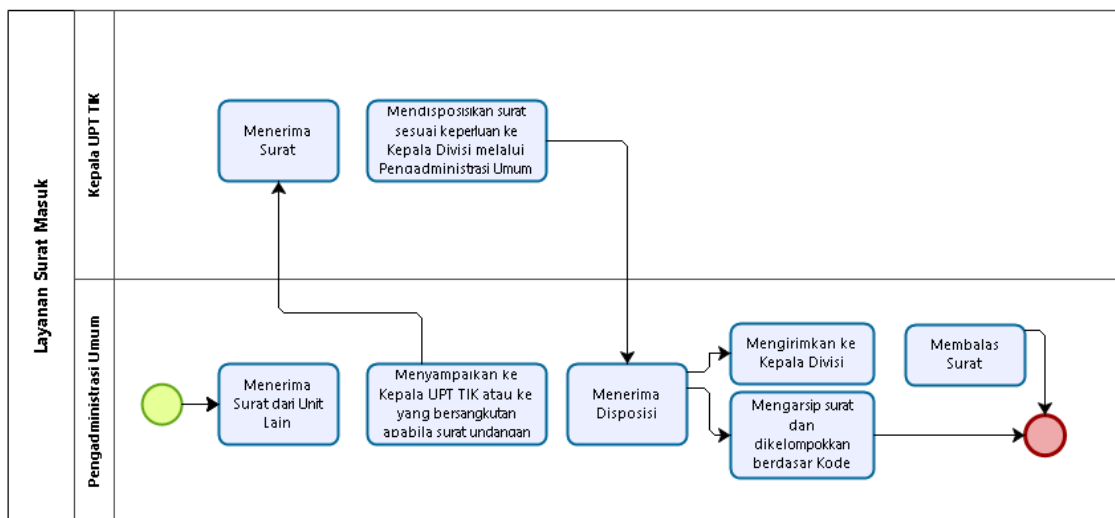 Layanan Surat Masuk
Kepala UPT TIK
Menerima
Surat
Mendisposisikan surat
sesuai keperluan ke
Kepala Divisi melalui
Pengadministrasi Umum
Pengadministrasi Umum
Menerima
Surat dari Unit
Lain
Menyampaikan ke
Kepala UPT TIK atau ke
yang bersangkutan
apabila surat undangan
Menerima
Disposisi
Mengirimkan ke
Kepala Divisi
Mengarsip surat
dan
dikelompokkan
berdasar Kode
Membalas
Surat